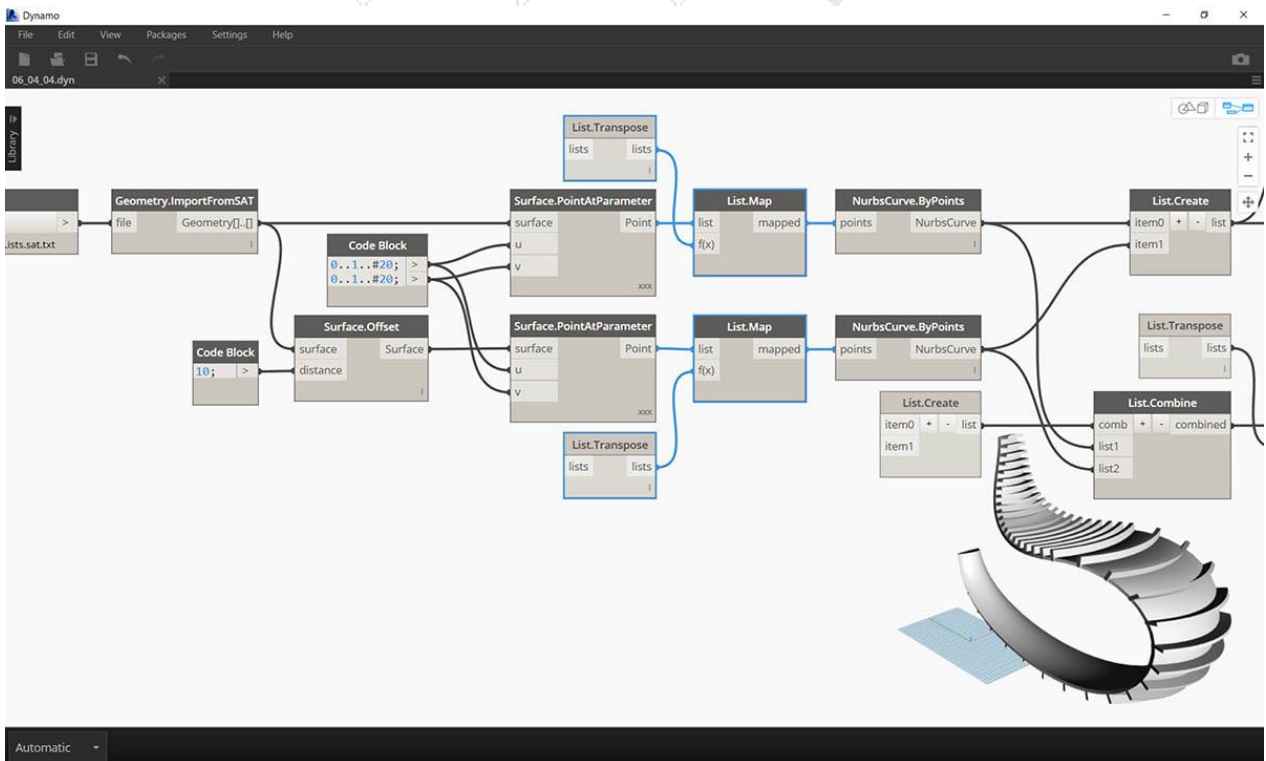 Dynamo
File Edit View Packages Settings Help
06_04_04.dyn
Library
List.Transpose
lists lists
Geometry.ImportFromSAT
file Geometry[]..[]
>
.ists.sat.txt
Code Block
0..1..#20; >
0..1..#20; >
Surface.PointAtParameter
surface Point
u
v
xxx
List.Map
list mapped
f(x)
NurbsCurve.ByPoints
points NurbsCurve
List.Create
item0 + - list
item1
Code Block
10; >
Surface.Offset
surface Surface
distance
Surface.PointAtParameter
surface Point
u
v
xxx
List.Map
list mapped
f(x)
NurbsCurve.ByPoints
points NurbsCurve
List.Transpose
lists lists
List.Create
item0 + - list
item1
List.Combine
comb + - combined
list1
list2
List.Transpose
lists lists
Automatic